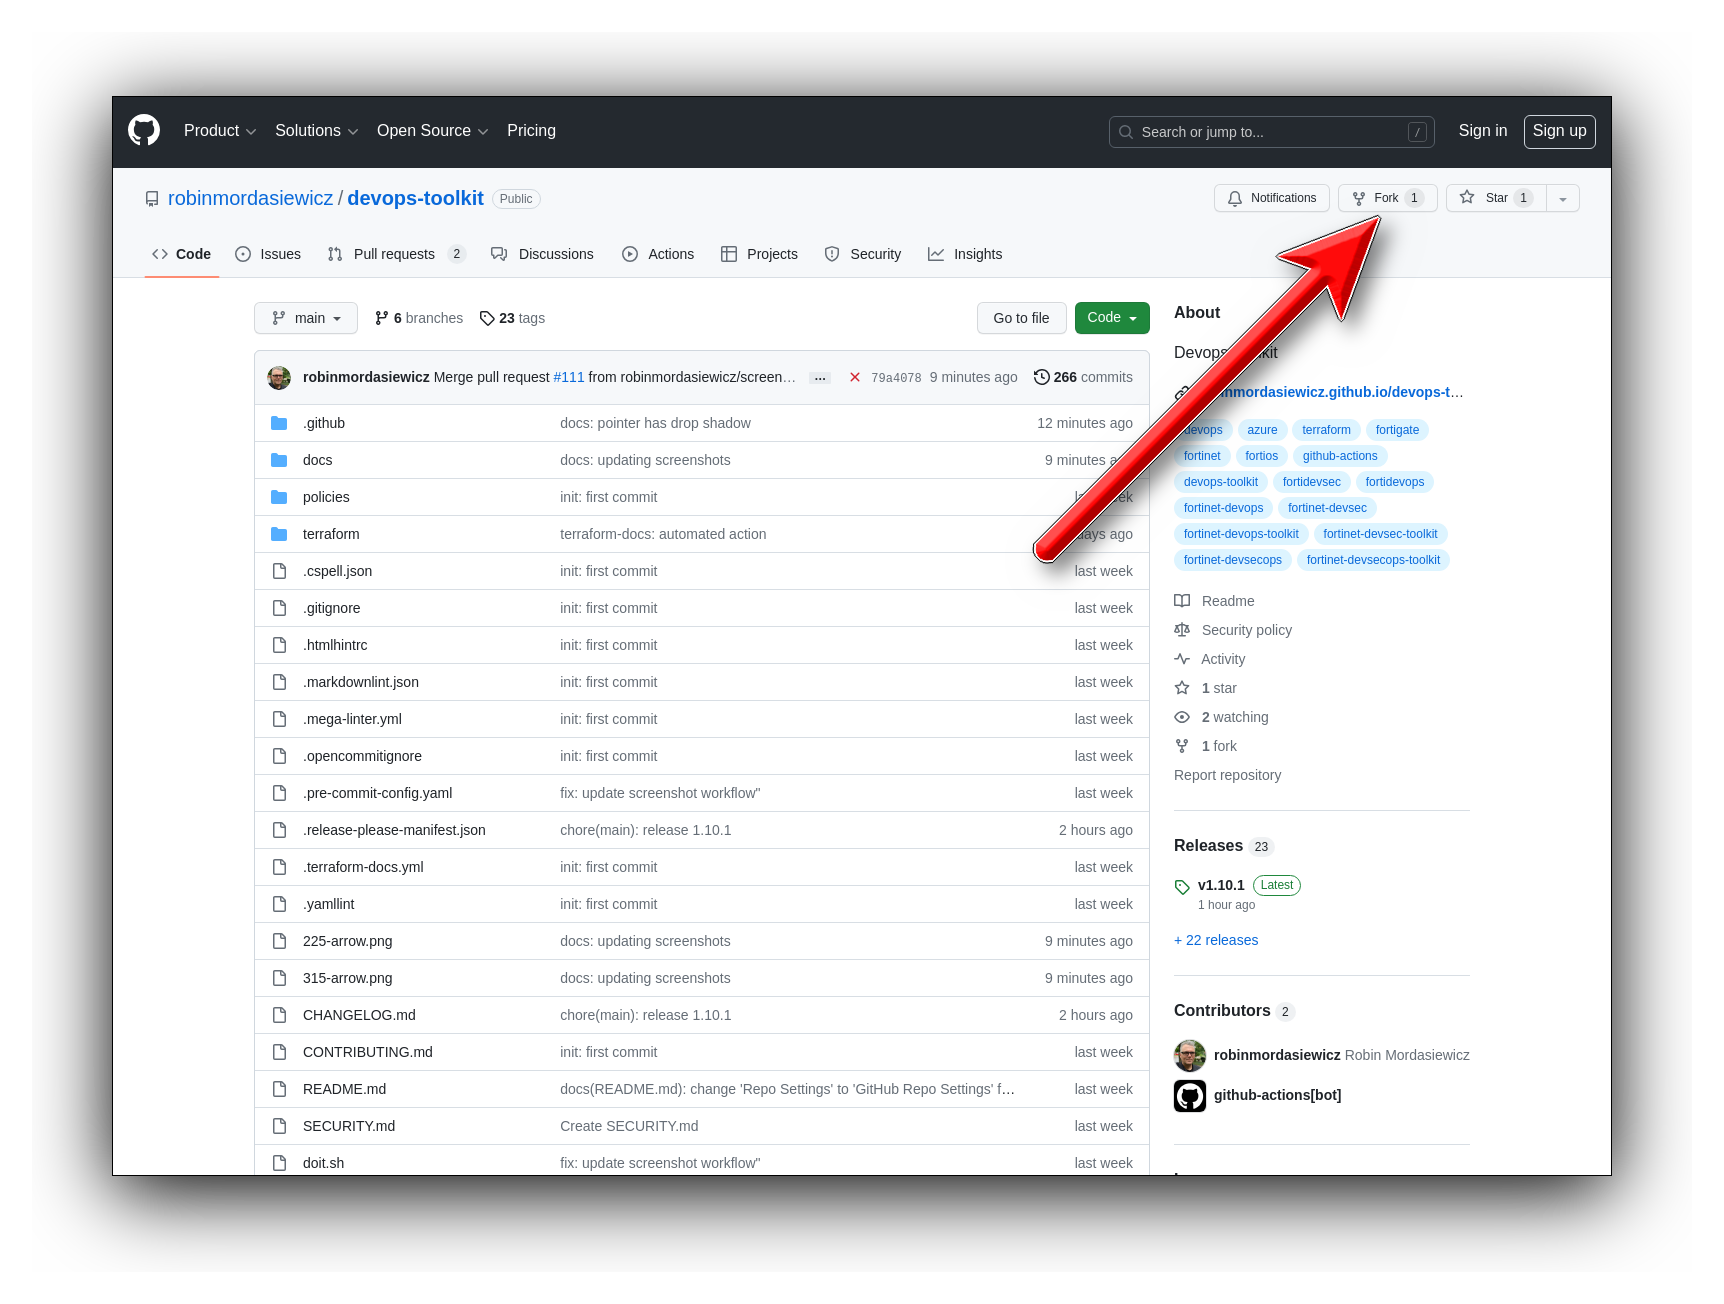 Product Solutions Open Source Pricing Search or jump to... / Sign in Sign up
robinmordasiewicz / devops-toolkit Public Notifications Fork 1 Star 1
Code Issues Pull requests 2 Discussions Actions Projects Security Insights
main 6 branches 23 tags Go to file Code
robinmordasiewicz Merge pull request #111 from robinmordasiewicz/screen… ... 79a4078 9 minutes ago 266 commits
.github docs: pointer has drop shadow 12 minutes ago
docs docs: updating screenshots 9 minutes
policies init: first commit
terraform terraform-docs: automated action days ago
.cspell.json init: first commit last week
.gitignore init: first commit last week
.htmlhintrc init: first commit last week
.markdownlint.json init: first commit last week
.mega-linter.yml init: first commit last week
.opencommitignore init: first commit last week
.pre-commit-config.yaml fix: update screenshot workflow" last week
.release-please-manifest.json chore(main): release 1.10.1 2 hours ago
.terraform-docs.yml init: first commit last week
.yamllint init: first commit last week
225-arrow.png docs: updating screenshots 9 minutes ago
315-arrow.png docs: updating screenshots 9 minutes ago
CHANGELOG.md chore(main): release 1.10.1 2 hours ago
CONTRIBUTING.md init: first commit last week
README.md docs(README.md): change 'Repo Settings' to 'GitHub Repo Settings' f… last week
SECURITY.md Create SECURITY.md last week
doit.sh fix: update screenshot workflow" last week
About
Devops
inmordasiewicz.github.io/devops-t…
devops azure terraform fortigate
fortinet fortios github-actions
devops-toolkit fortidevsec fortidevops
fortinet-devops fortinet-devsec
fortinet-devops-toolkit fortinet-devsec-toolkit
fortinet-devsecops fortinet-devsecops-toolkit
Readme
Security policy
Activity
1 star
2 watching
1 fork
Report repository
Releases 23
v1.10.1 Latest
1 hour ago
+ 22 releases
Contributors 2
robinmordasiewicz Robin Mordasiewicz
github-actions[bot]